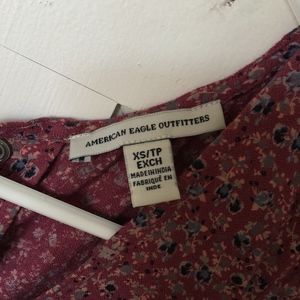 AMERICAN EAGLE OUTFITTERS
XS/TP
EXCH
MADE IN INDIA
FABRIQUÉ EN
INDE